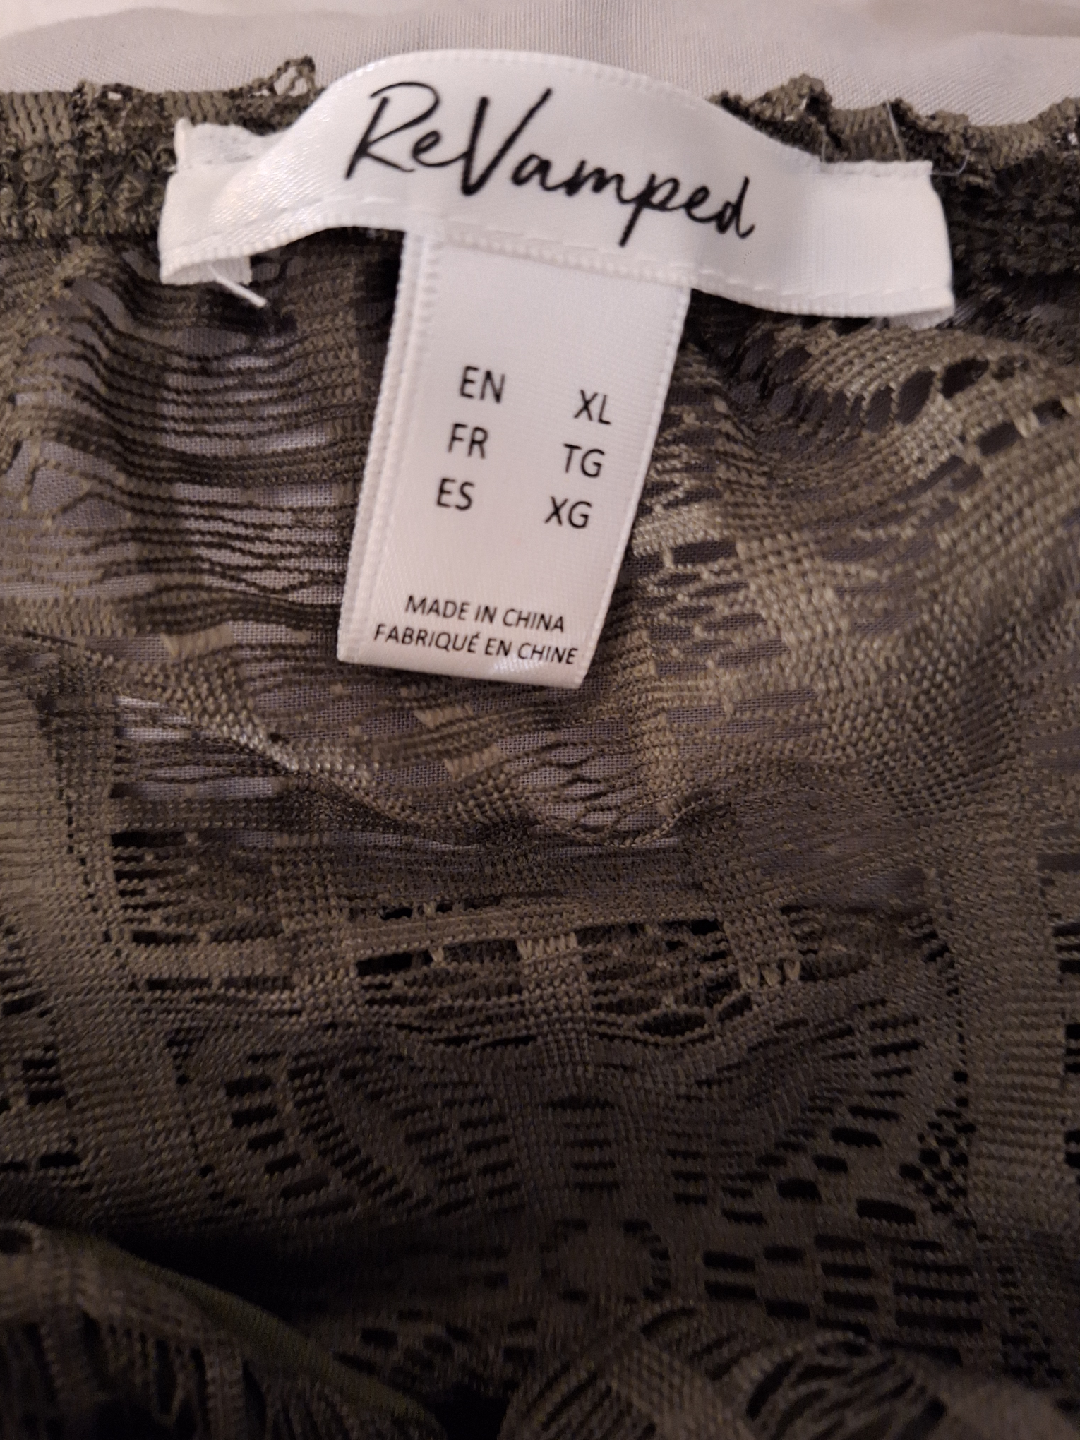 ReVamped
EN XL
FR TG
ES XG
MADE IN CHINA
FABRIQUÉ EN CHINE